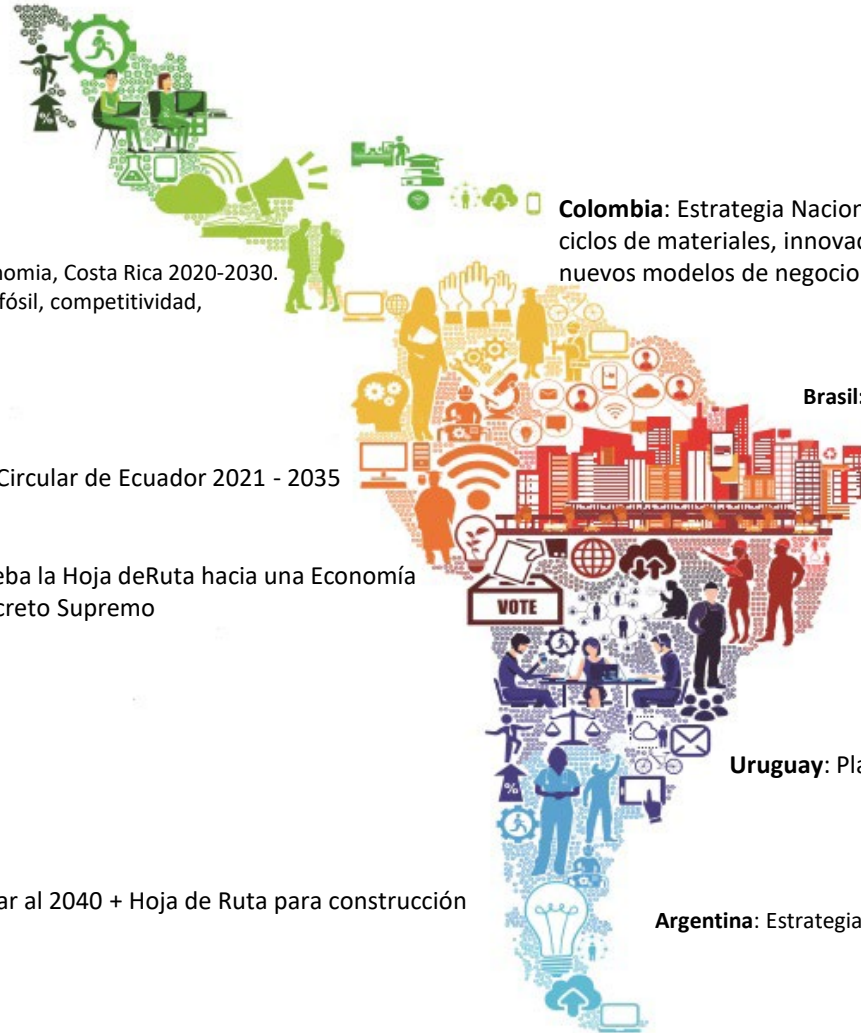 %
Colombia: Estrategia Nacion
ciclos de materiales, innovac
nuevos modelos de negocio
nomia, Costa Rica 2020-2030.
fósil, competitividad,
Brasil:
Circular de Ecuador 2021 - 2035
eba la Hoja deRuta hacia una Economía
creto Supremo
VOTE
Uruguay: Pla
%
ar al 2040 + Hoja de Ruta para construcción
Argentina: Estrategia